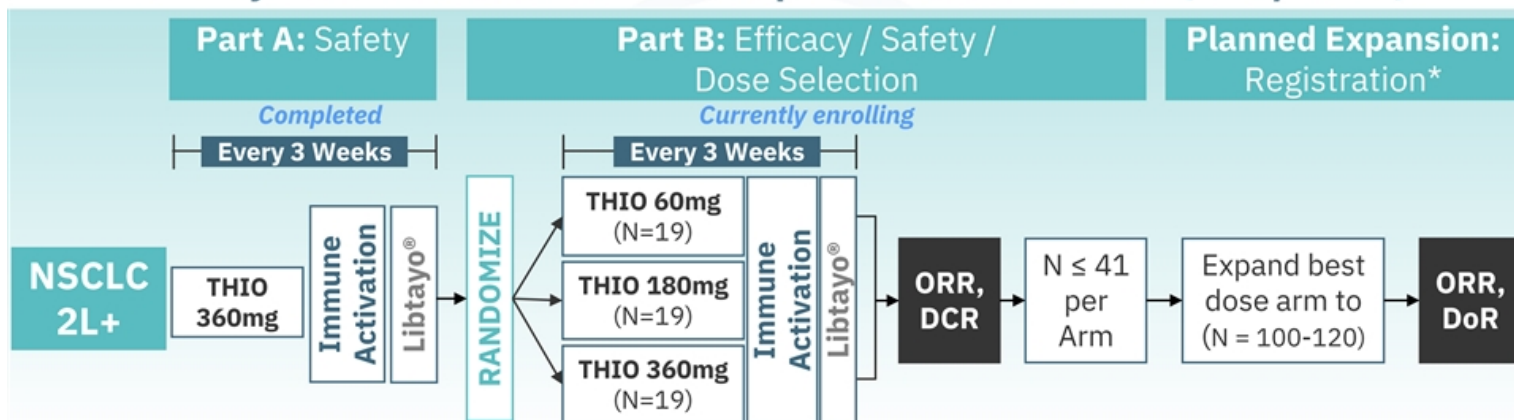 Part A: Safety
Part B: Efficacy / Safety /
Dose Selection
Planned Expansion:
Registration*
Completed
Currently enrolling
Every 3 Weeks
Every 3 Weeks
NSCLC
2L+
THIO
360mg
Immune
Activation
Libtayo®
RANDOMIZE
THIO 60mg
(N=19)
THIO 180mg
(N=19)
THIO 360mg
(N=19)
Immune
Activation
Libtayo®
ORR,
DCR
N ≤ 41
per
Arm
Expand best
dose arm to
(N = 100-120)
ORR,
DoR